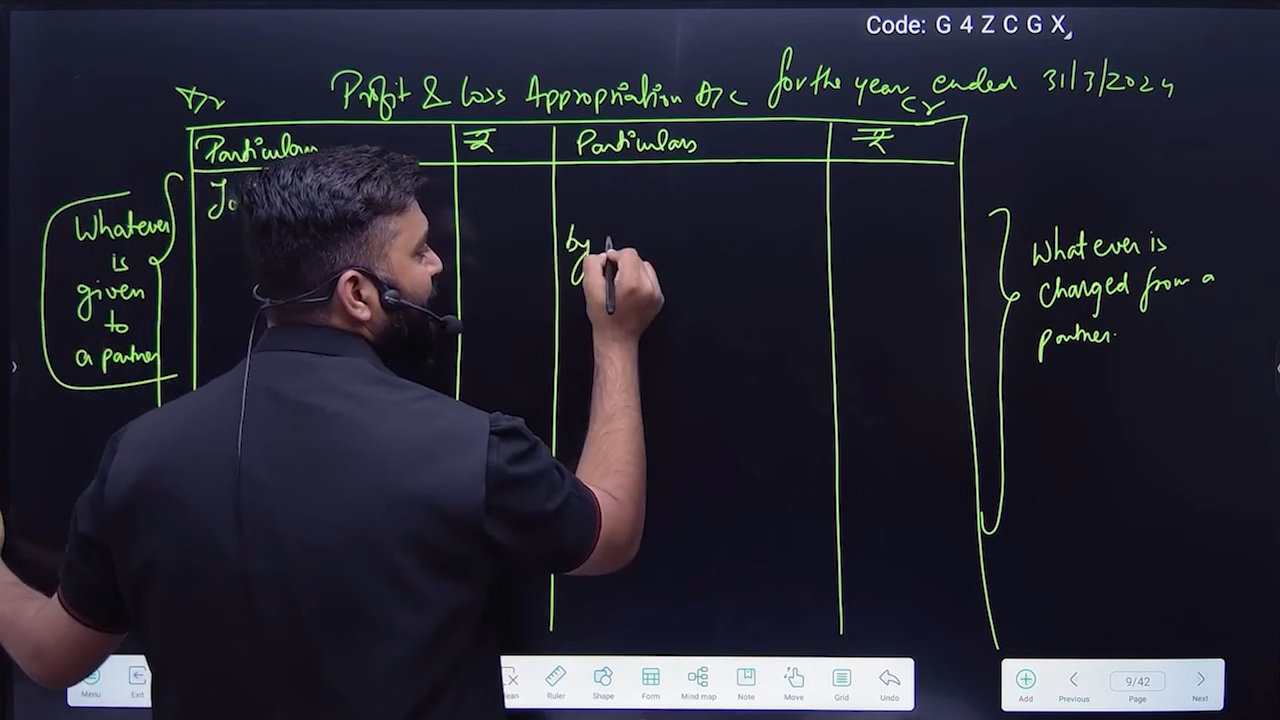 Code: G 4 Z C G X
Dr
Profit & Loss Appropriation A/c for the year ended 31/3/2024
Cr
Particulars ₹ Particulars ₹
To
by
Whatever
is
given
to
a partner
Whatever is
charged from a
partner.
Menu
Exit
Ruler
Shape
Form
Mind map
Note
Move
Grid
Undo
Add
Previous
9/42
Page
Next